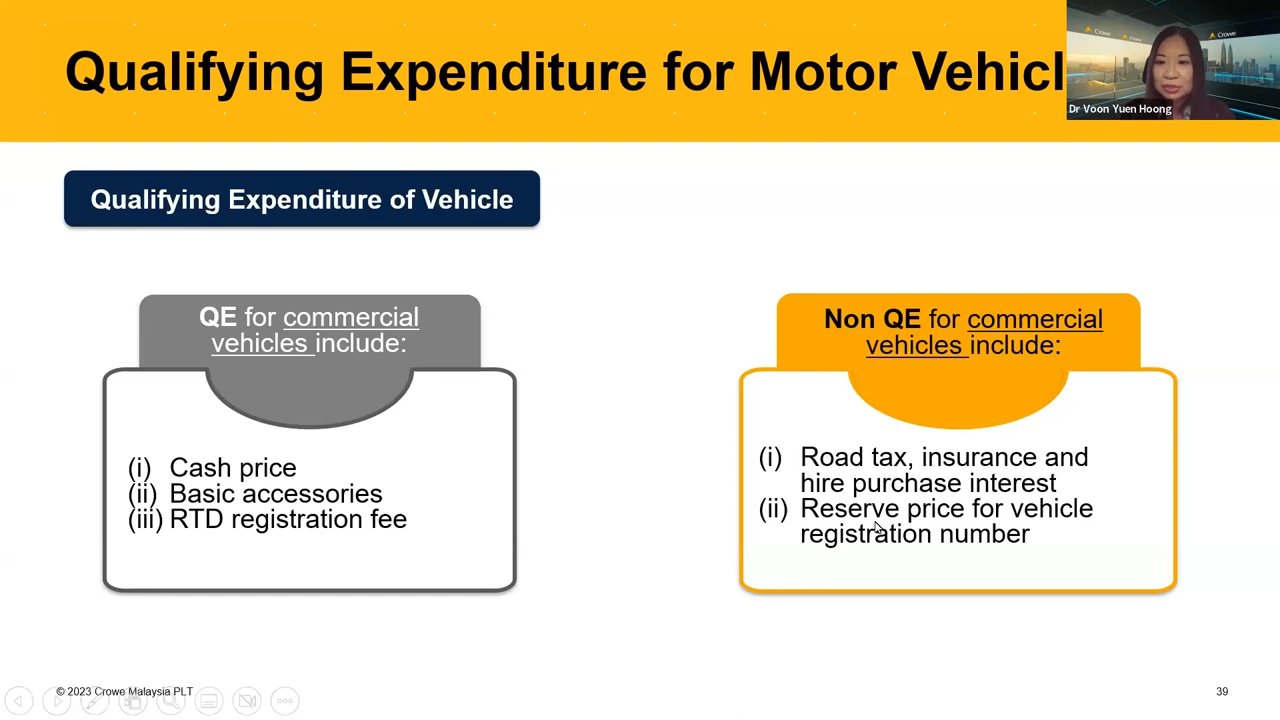 Qualifying Expenditure for Motor Vehicl
Crowe
Crowe
Dr Voon Yuen Hoong
Qualifying Expenditure of Vehicle
QE for commercial
vehicles include:
(i) Cash price
(ii) Basic accessories
(iii) RTD registration fee
Non QE for commercial
vehicles include:
(i) Road tax, insurance and
hire purchase interest
(ii) Reserve price for vehicle
registration number
© 2023 Crowe Malaysia PLT
39